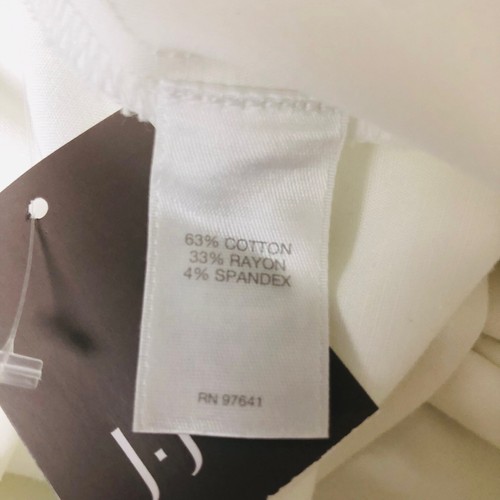 63% COTTON
33% RAYON
4% SPANDEX
RN 97641
J.J